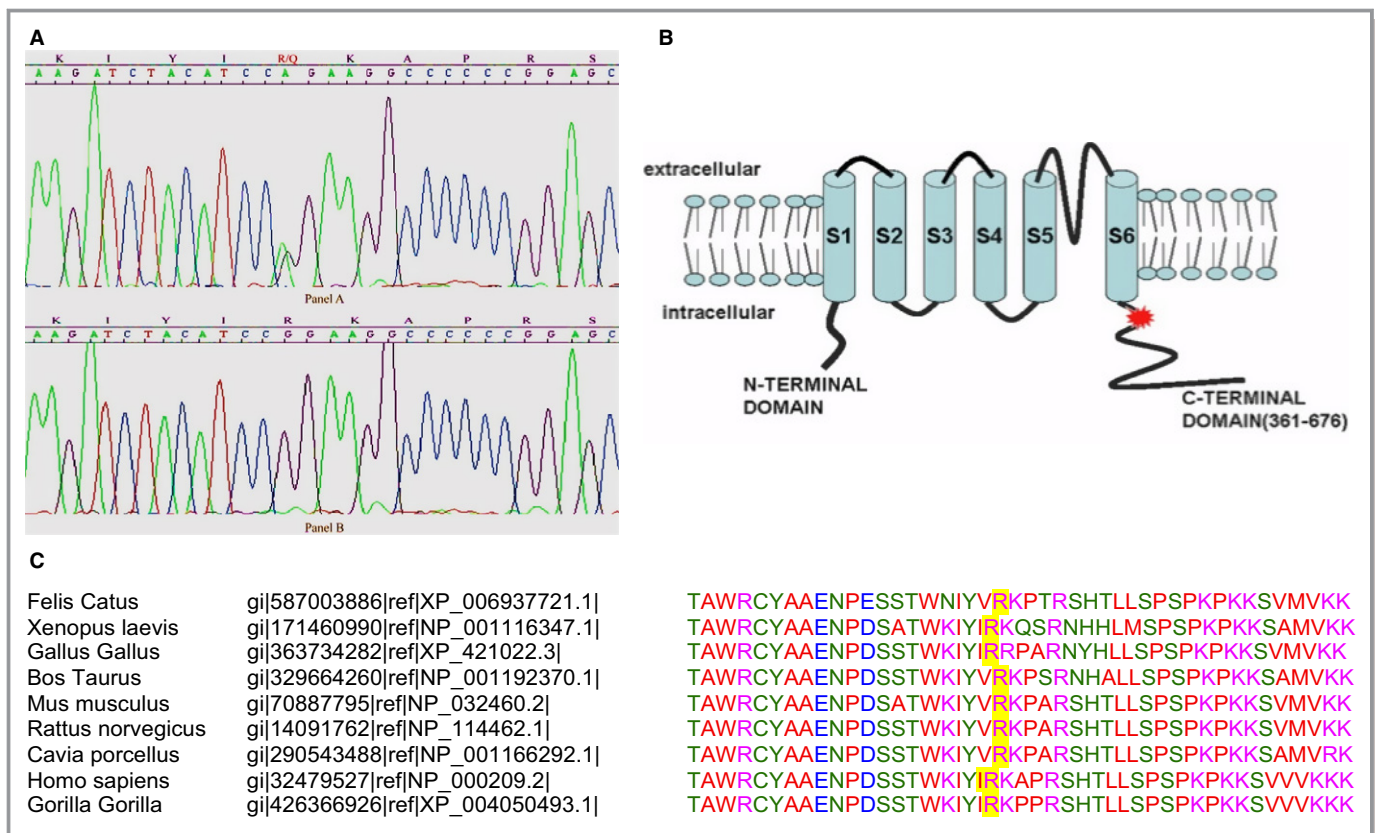 A
K I Y I R/Q K A P R S
A A G A T C T A C A T C C A G A A G G C C C C C C G G A G C
Panel A
K I Y I R K A P R S
A A G A T C T A C A T C C G G A A G G C C C C C C G G A G C
Panel B
B
extracellular
S1 S2 S3 S4 S5 S6
intracellular
N-TERMINAL
DOMAIN
C-TERMINAL
DOMAIN(361-676)
C
Felis Catus gi|587003886|ref|XP_006937721.1| TAWRCYAAENPESSTWNIYVRKPTRSHTLLSPSPKPKKSVMVKK
Xenopus laevis gi|171460990|ref|NP_001116347.1| TAWRCYAAENPDSATWKIYIRKQSRNHHLMSPSPKPKKSAMVKK
Gallus Gallus gi|363734282|ref|XP_421022.3| TAWRCYAAENPDSSTWKIYIRRPARNYHLLSPSPKPKKSVMVKK
Bos Taurus gi|329664260|ref|NP_001192370.1| TAWRCYAAENPDSSTWKIYVRKPSRNHALLSPSPKPKKSAMVKK
Mus musculus gi|70887795|ref|NP_032460.2| TAWRCYAAENPDSATWKIYVRKPARSHTLLSPSPKPKKSVMVKK
Rattus norvegicus gi|14091762|ref|NP_114462.1| TAWRCYAAENPDSSTWKIYVRKPARSHTLLSPSPKPKKSVMVKK
Cavia porcellus gi|290543488|ref|NP_001166292.1| TAWRCYAAENPDSSTWKIYVRKPARSHTLLSPSPKPKKSAMVRK
Homo sapiens gi|32479527|ref|NP_000209.2| TAWRCYAAENPDSSTWKIYIRKAPRSHTLLSPSPKPKKSVVVKKK
Gorilla Gorilla gi|426366926|ref|XP_004050493.1| TAWRCYAAENPDSSTWKIYIRKPPRSHTLLSPSPKPKKSVVVKKK